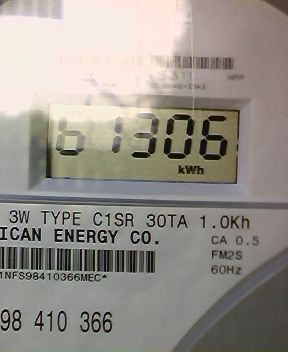 61306
kWh
3W TYPE C1SR 30TA 1.0Kh
ICAN ENERGY CO.
CA 0.5
FM2S
60Hz
1NFS98410366MEC*
98 410 366